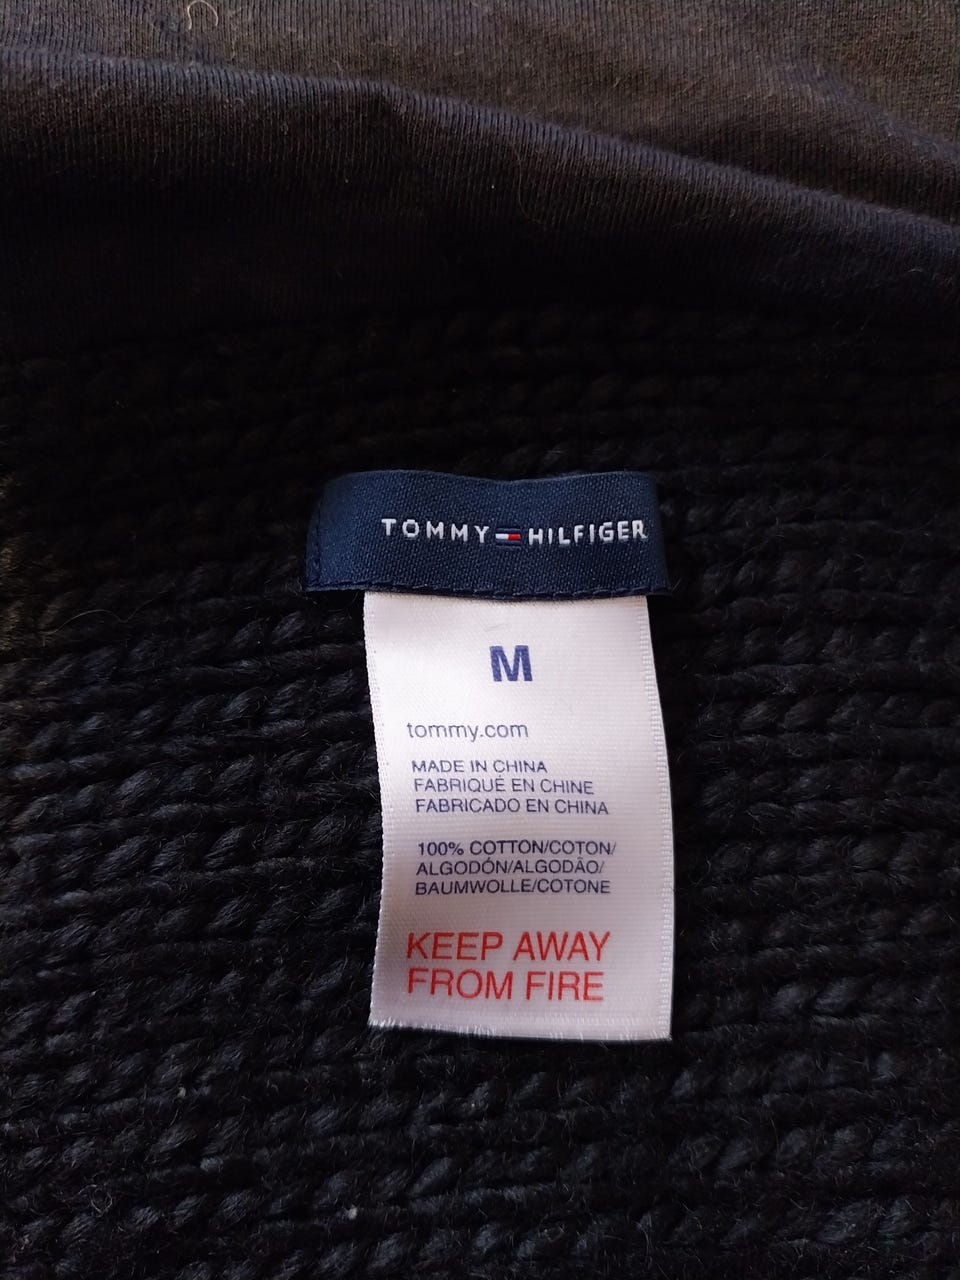 TOMMY HILFIGER
M
tommy.com
MADE IN CHINA
FABRIQUÉ EN CHINE
FABRICADO EN CHINA
100% COTTON/COTON/
ALGODÓN/ALGODÃO/
BAUMWOLLE/COTONE
KEEP AWAY
FROM FIRE